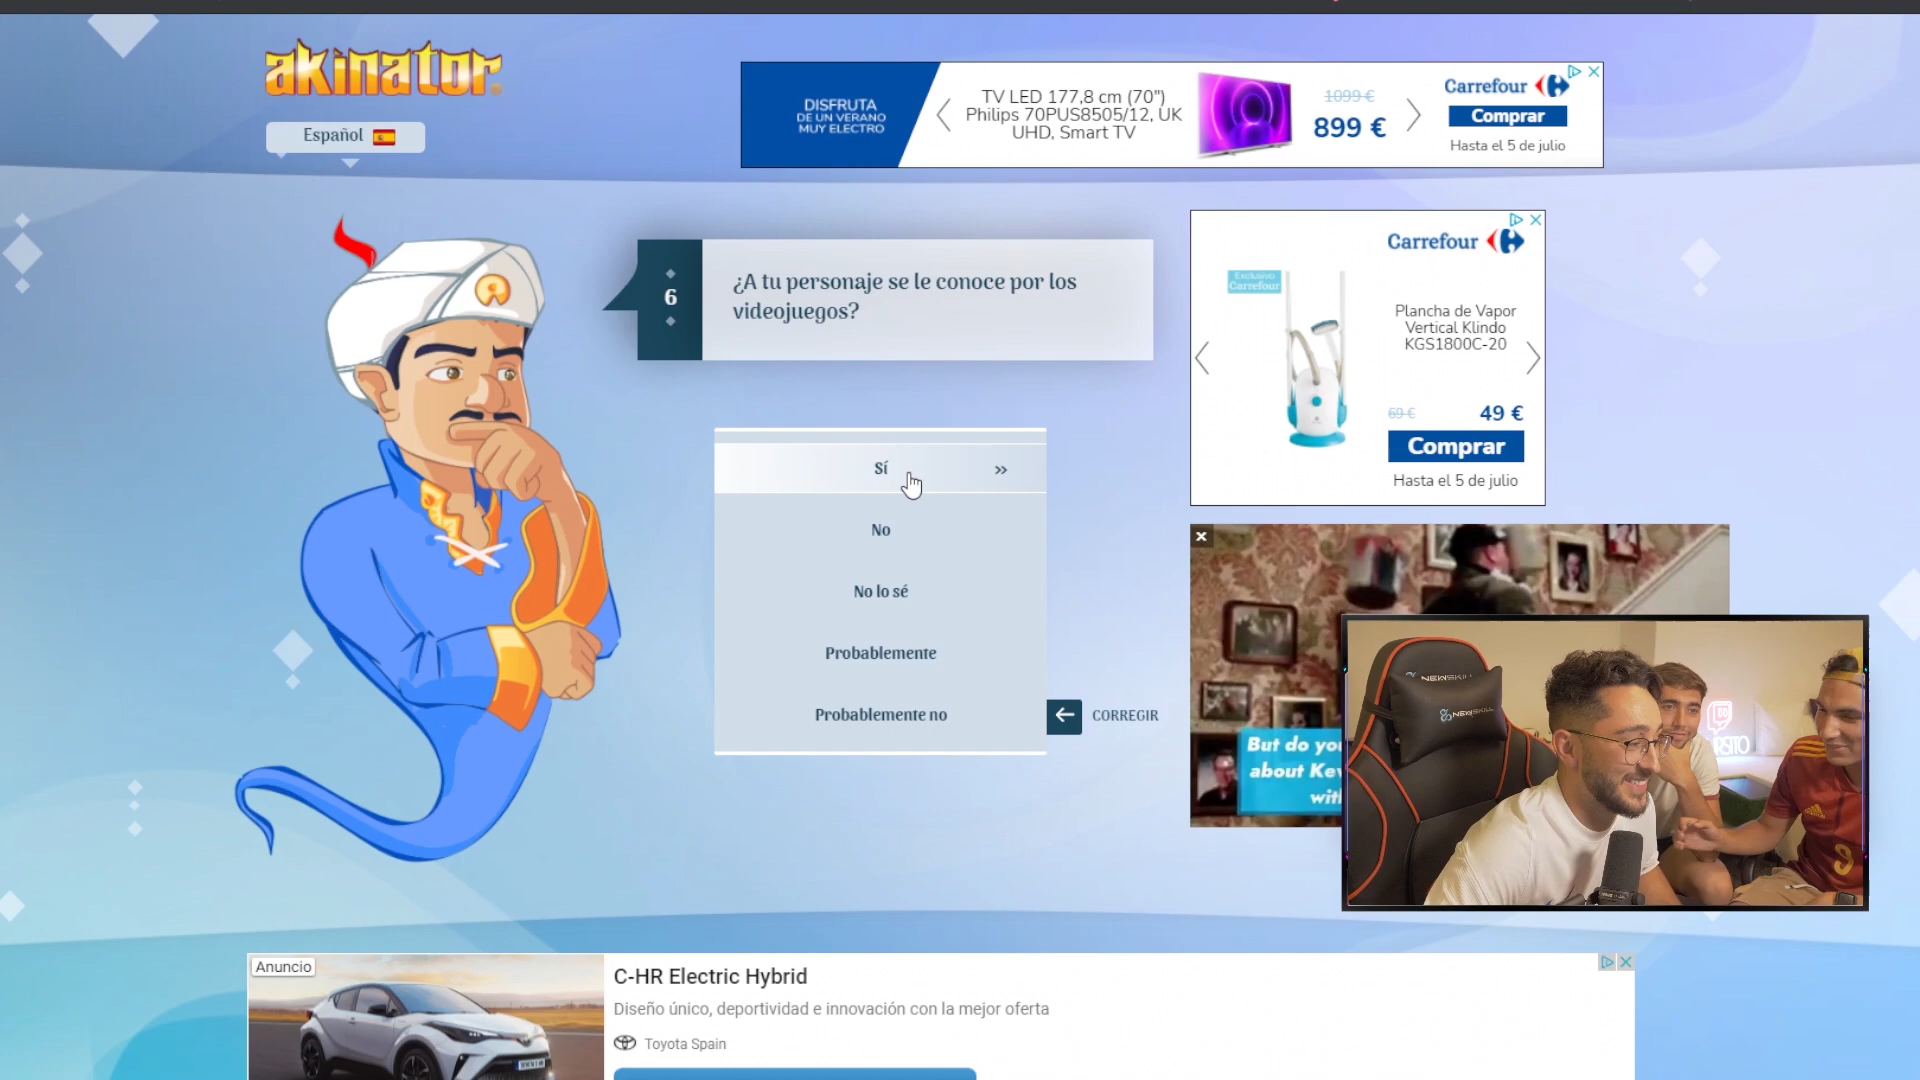 akinator.
Español
DISFRUTA
DE UN VERANO
MUY ELECTRO
TV LED 177,8 cm (70")
Philips 70PUS8505/12, UK
UHD, Smart TV
1099 €
899 €
Carrefour
Comprar
Hasta el 5 de julio
6
¿A tu personaje se le conoce por los
videojuegos?
Sí
No
No lo sé
Probablemente
Probablemente no
CORREGIR
Carrefour
Exclusivo
Carrefour
Plancha de Vapor
Vertical Klindo
KGS1800C-20
69 €
49 €
Comprar
Hasta el 5 de julio
But do you
about Kev
with
NEWSKILL
NEWSKILL
Anuncio
C-HR Electric Hybrid
Diseño único, deportividad e innovación con la mejor oferta
Toyota Spain